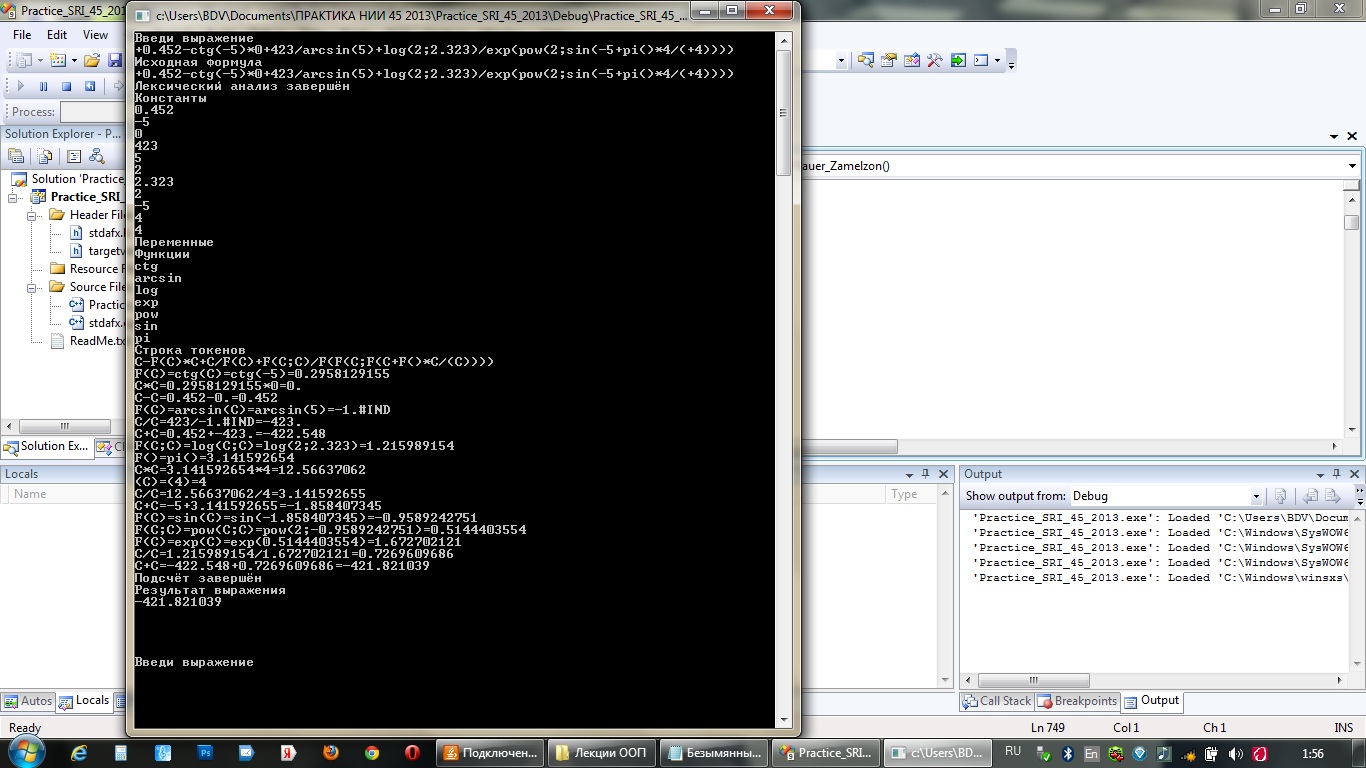 Practice_SRI_45_20
c:\Users\BDV\Documents\ПРАКТИКА НИИ 45 2013\Practice_SRI_45_2013\Debug\Practice_SRI_45_...
File Edit View
Process:
Solution Explorer - P...
Solution 'Practice_
Practice_SRI_
Header File
stdafx.
targetv
Resource F
Source File
Practic
stdafx.
ReadMe.tx
Solution Ex...
Введи выражение
+0.452-ctg(-5)*0+423/arcsin(5)+log(2;2.323)/exp(pow(2;sin(-5+pi()*4/(+4))))
Исходная формула
+0.452-ctg(-5)*0+423/arcsin(5)+log(2;2.323)/exp(pow(2;sin(-5+pi()*4/(+4))))
Лексический анализ завершён
Константы
0.452
-5
0
423
5
2
2.323
2
-5
4
4
Переменные
Функции
ctg
arcsin
log
exp
pow
sin
pi
Строка токенов
C-F(C)*C+C/F(C)+F(C;C)/F(F(C;F(C+F()*C/(C))))
F(C)=ctg(C)=ctg(-5)=0.2958129155
C*C=0.2958129155*0=0.
C-C=0.452-0.=0.452
F(C)=arcsin(C)=arcsin(5)=-1.#IND
C/C=423/-1.#IND=-423.
C+C=0.452+-423.=-422.548
F(C;C)=log(C;C)=log(2;2.323)=1.215989154
F()=pi()=3.141592654
C*C=3.141592654*4=12.56637062
(C)=(4)=4
C/C=12.56637062/4=3.141592655
C+C=-5+3.141592655=-1.858407345
F(C)=sin(C)=sin(-1.858407345)=-0.9589242751
F(C;C)=pow(C;C)=pow(2;-0.9589242751)=0.5144403554
F(C)=exp(C)=exp(0.5144403554)=1.672702121
C/C=1.215989154/1.672702121=0.7269609686
C+C=-422.548+0.7269609686=-421.821039
Подсчёт завершён
Результат выражения
-421.821039
Введи выражение
auer_Zamelzon()
Locals
Name
Type
Autos
Locals
Output
Show output from: Debug
'Practice_SRI_45_2013.exe': Loaded 'C:\Users\BDV\Docum
'Practice_SRI_45_2013.exe': Loaded 'C:\Windows\SysWOW6
'Practice_SRI_45_2013.exe': Loaded 'C:\Windows\SysWOW6
'Practice_SRI_45_2013.exe': Loaded 'C:\Windows\SysWOW6
'Practice_SRI_45_2013.exe': Loaded 'C:\Windows\winsxs\
Call Stack Breakpoints Output
Ready
Ln 749 Col 1 Ch 1 INS
Подключен... Лекции ООП Безымянны... Practice_SRI... c:\Users\BD... RU En 1:56